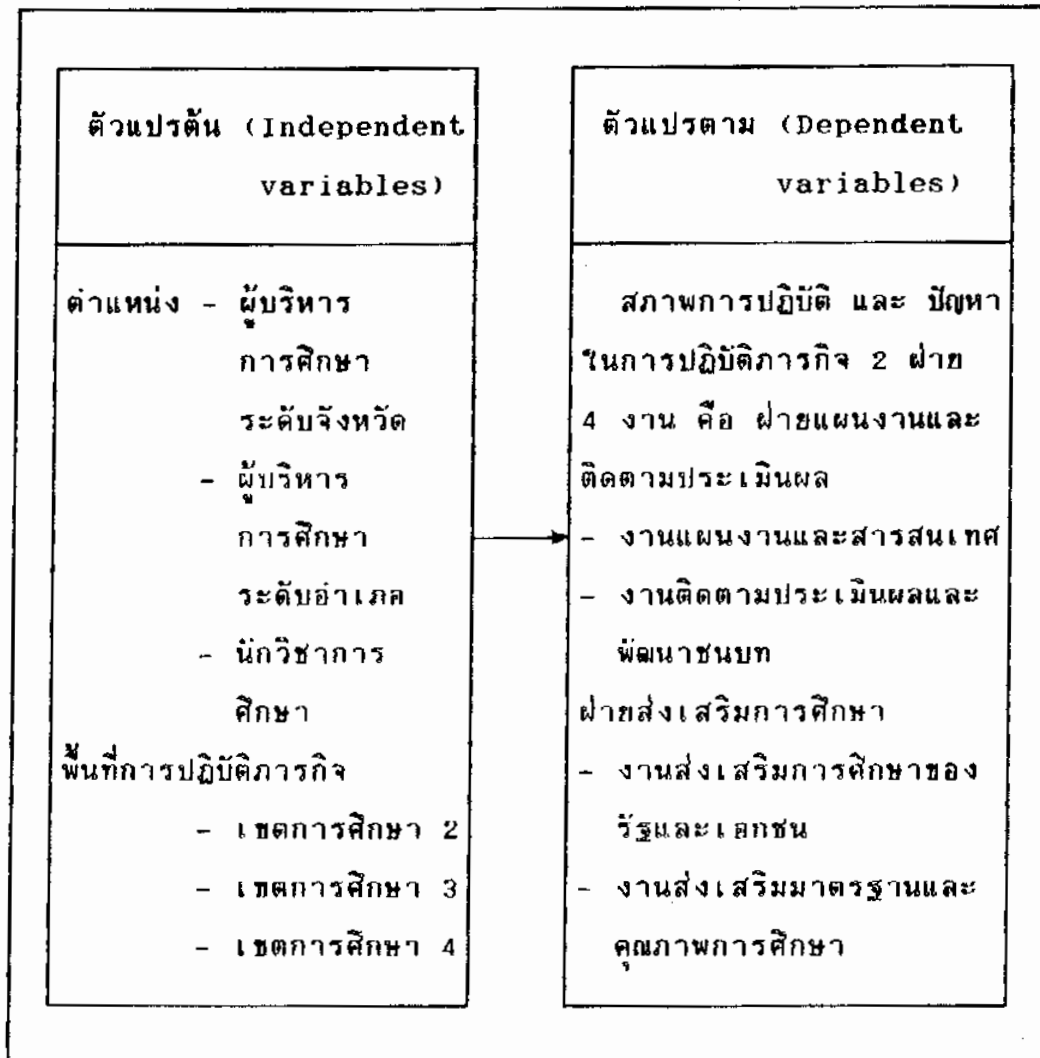 ตัวแปรต้น (Independent
variables)
ตำแหน่ง - ผู้บริหาร
การศึกษา
ระดับจังหวัด
- ผู้บริหาร
การศึกษา
ระดับอำเภอ
- นักวิชาการ
ศึกษา
พื้นที่การปฏิบัติภารกิจ
- เขตการศึกษา 2
- เขตการศึกษา 3
- เขตการศึกษา 4
ตัวแปรตาม (Dependent
variables)
สภาพการปฏิบัติ และ ปัญหา
ในการปฏิบัติภารกิจ 2 ฝ่าย
4 งาน คือ ฝ่ายแผนงานและ
ติดตามประเมินผล
- งานแผนงานและสารสนเทศ
- งานติดตามประเมินผลและ
พัฒนาชนบท
ฝ่ายส่งเสริมการศึกษา
- งานส่งเสริมการศึกษาของ
รัฐและเอกชน
- งานส่งเสริมมาตรฐานและ
คุณภาพการศึกษา